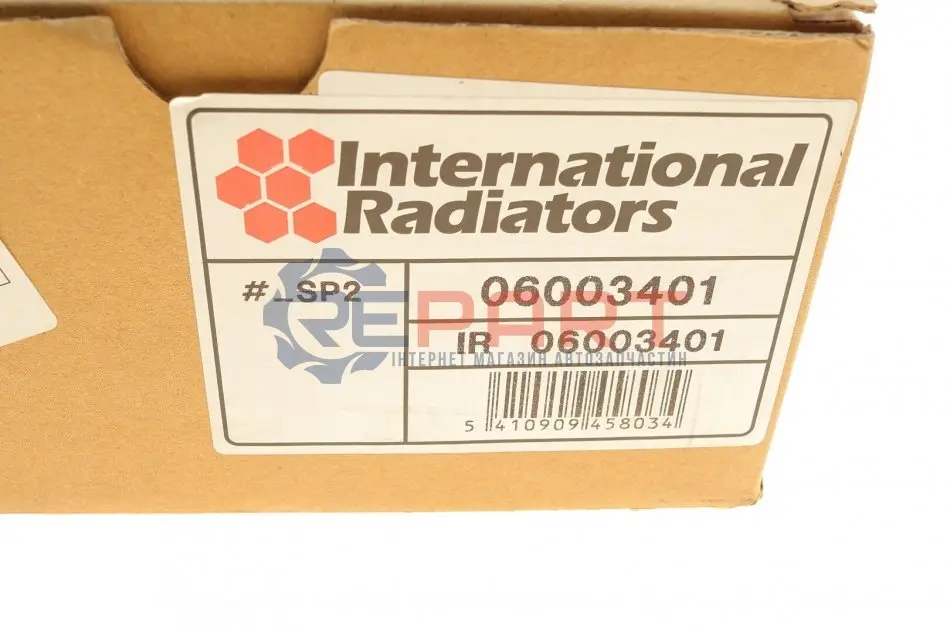 International
Radiators
#_SP2
06003401
REPART
IR 06003401
ІНТЕРНЕТ МАГАЗИН АВТОЗАПЧАСТИН
5 410909 458034